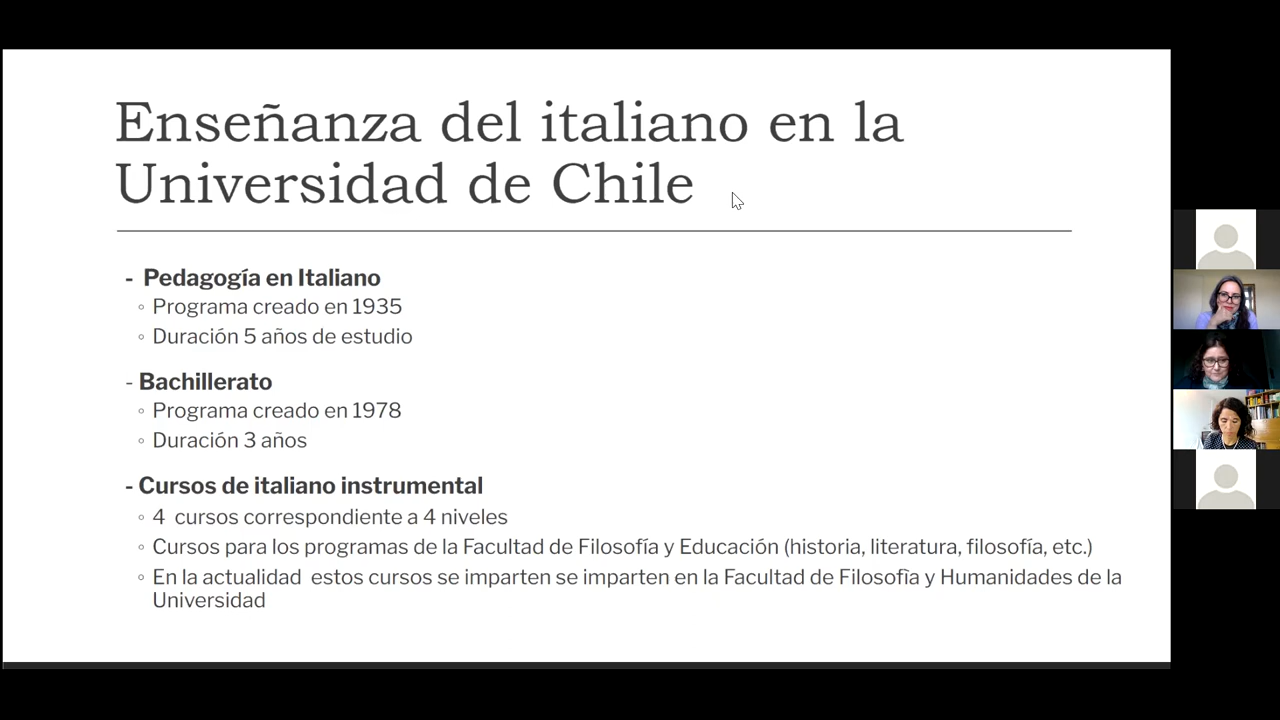 Enseñanza del italiano en la
Universidad de Chile
- Pedagogía en Italiano
◦ Programa creado en 1935
◦ Duración 5 años de estudio
- Bachillerato
◦ Programa creado en 1978
◦ Duración 3 años
- Cursos de italiano instrumental
◦ 4 cursos correspondiente a 4 niveles
◦ Cursos para los programas de la Facultad de Filosofía y Educación (historia, literatura, filosofía, etc.)
◦ En la actualidad estos cursos se imparten se imparten en la Facultad de Filosofìa y Humanidades de la
Universidad